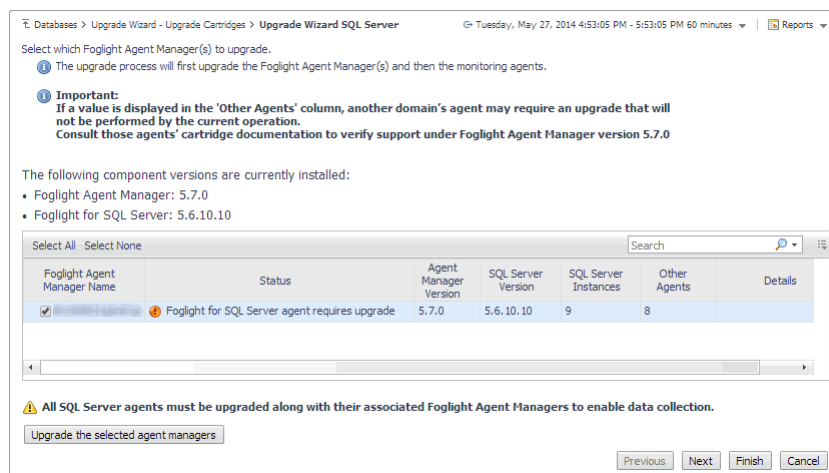 Databases > Upgrade Wizard - Upgrade Cartridges > Upgrade Wizard SQL Server
Tuesday, May 27, 2014 4:53:05 PM - 5:53:05 PM 60 minutes
Reports
Select which Foglight Agent Manager(s) to upgrade.
The upgrade process will first upgrade the Foglight Agent Manager(s) and then the monitoring agents.
Important:
If a value is displayed in the 'Other Agents' column, another domain's agent may require an upgrade that will
not be performed by the current operation.
Consult those agents' cartridge documentation to verify support under Foglight Agent Manager version 5.7.0
The following component versions are currently installed:
• Foglight Agent Manager: 5.7.0
• Foglight for SQL Server: 5.6.10.10
Select All Select None
Search
Foglight Agent
Manager Name
Status
Agent
Manager
Version
SQL Server
Version
SQL Server
Instances
Other
Agents
Details
Foglight for SQL Server agent requires upgrade 5.7.0 5.6.10.10 9 8
All SQL Server agents must be upgraded along with their associated Foglight Agent Managers to enable data collection.
Upgrade the selected agent managers
Previous Next Finish Cancel